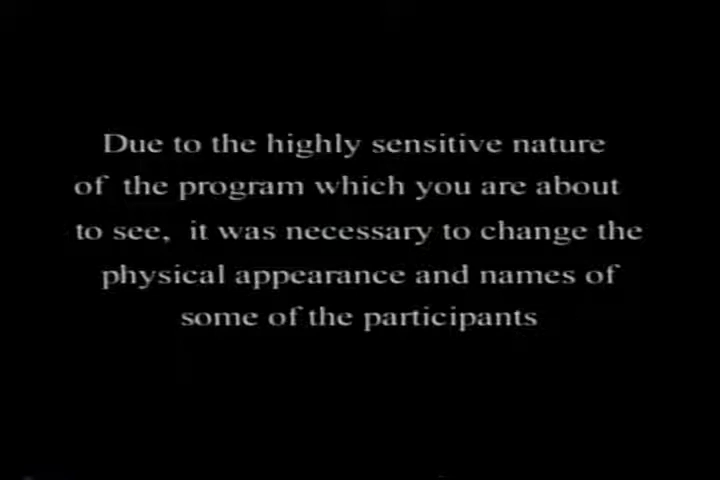 Due to the highly sensitive nature
of the program which you are about
to see, it was necessary to change the
physical appearance and names of
some of the participants